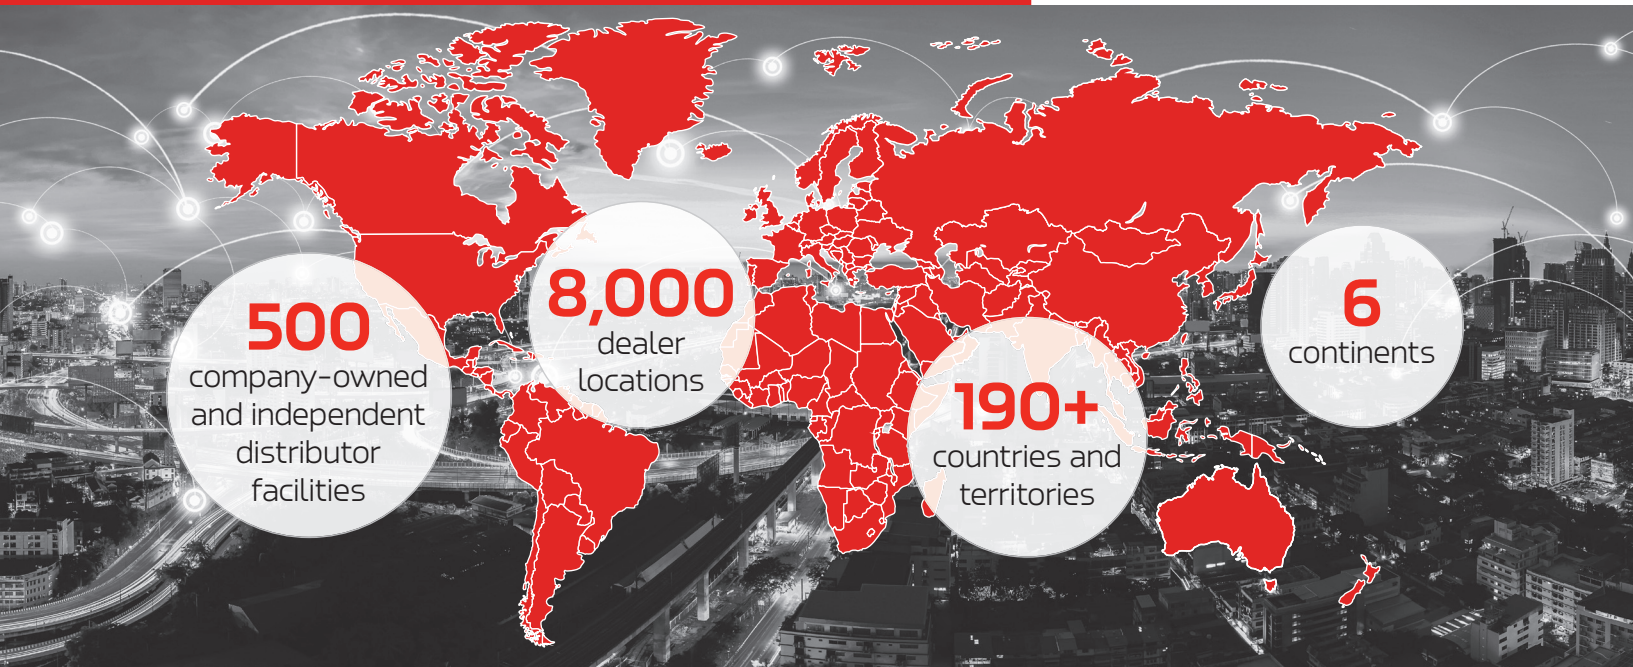 500
company-owned
and independent
distributor
facilities
8,000
dealer
locations
190+
countries and
territories
6
continents